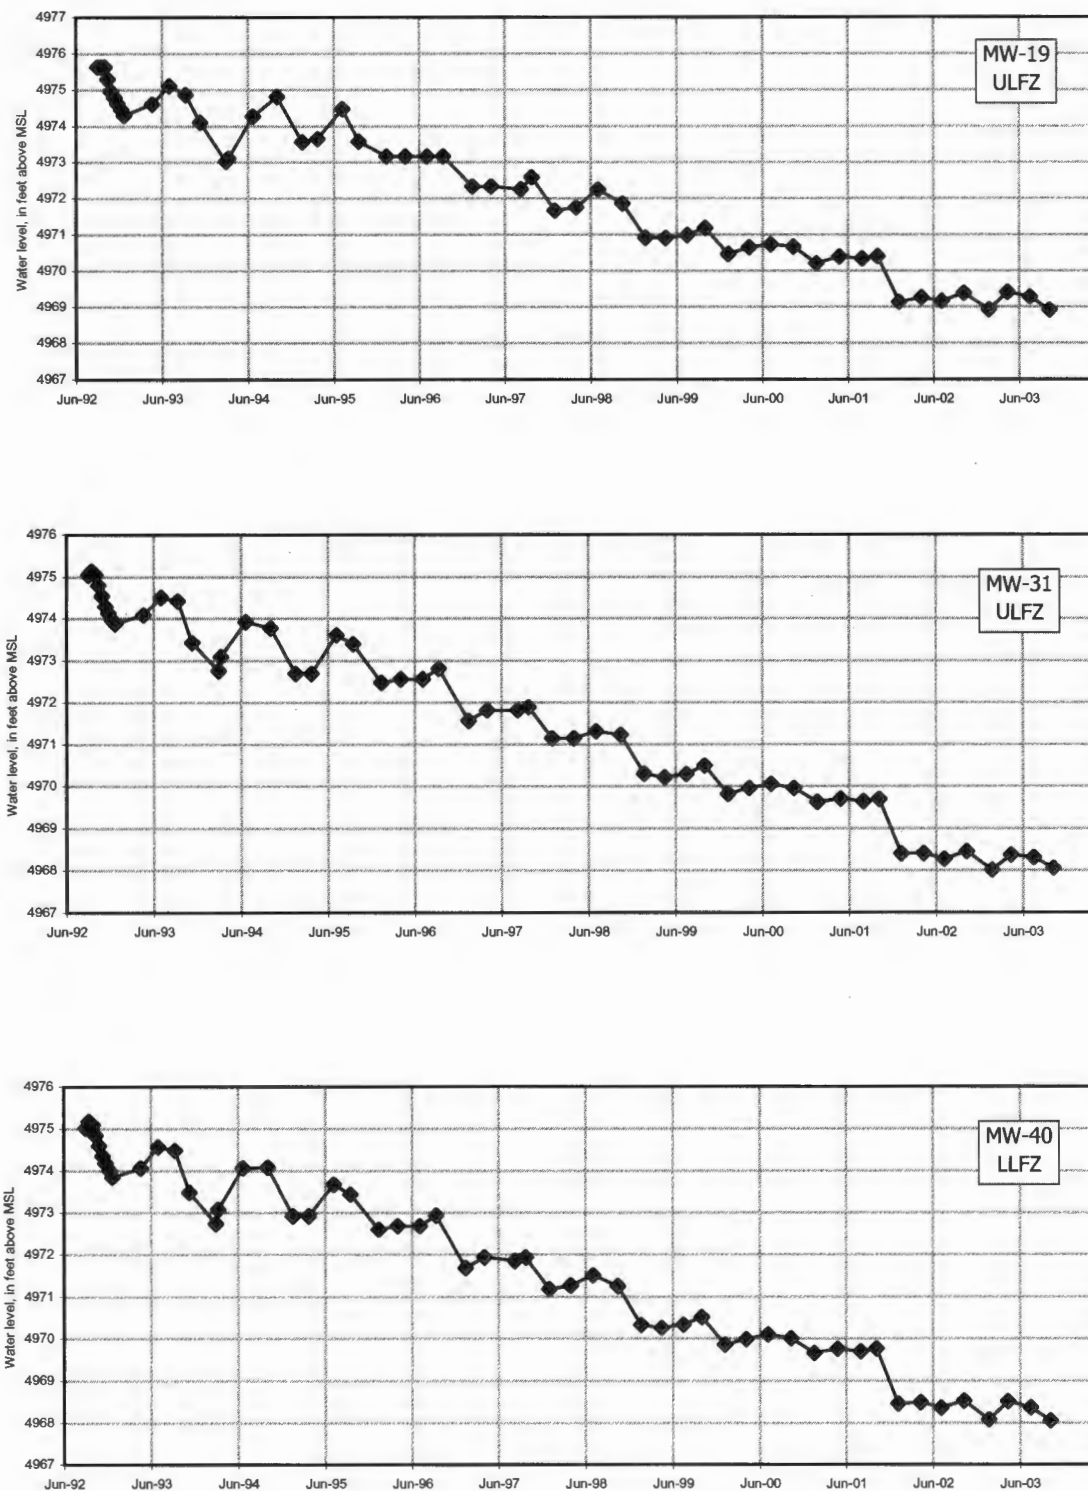 4977
4976
4975
4974
4973
4972
4971
4970
4969
4968
4967
Water level, in feet above MSL
MW-19
ULFZ
Jun-92 Jun-93 Jun-94 Jun-95 Jun-96 Jun-97 Jun-98 Jun-99 Jun-00 Jun-01 Jun-02 Jun-03
4976
4975
4974
4973
4972
4971
4970
4969
4968
4967
Water level, in feet above MSL
MW-31
ULFZ
Jun-92 Jun-93 Jun-94 Jun-95 Jun-96 Jun-97 Jun-98 Jun-99 Jun-00 Jun-01 Jun-02 Jun-03
4976
4975
4974
4973
4972
4971
4970
4969
4968
4967
Water level, in feet above MSL
MW-40
LLFZ
Jun-92 Jun-93 Jun-94 Jun-95 Jun-96 Jun-97 Jun-98 Jun-99 Jun-00 Jun-01 Jun-02 Jun-03